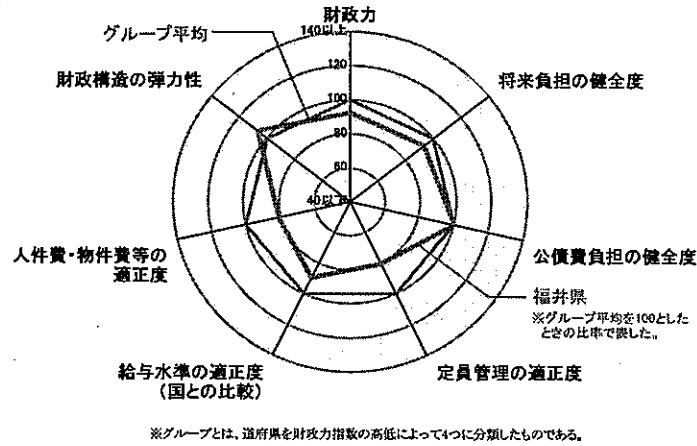 財政力
140以上
グループ平均
120
財政構造の弾力性
将来負担の健全度
100
80
60
40以下
人件費・物件費等の
適正度
公債費負担の健全度
福井県
※グループ平均を100とした
ときの比率で表した。
給与水準の適正度
(国との比較)
定員管理の適正度
※グループとは、道府県を財政力指数の高低によって4つに分類したものである。